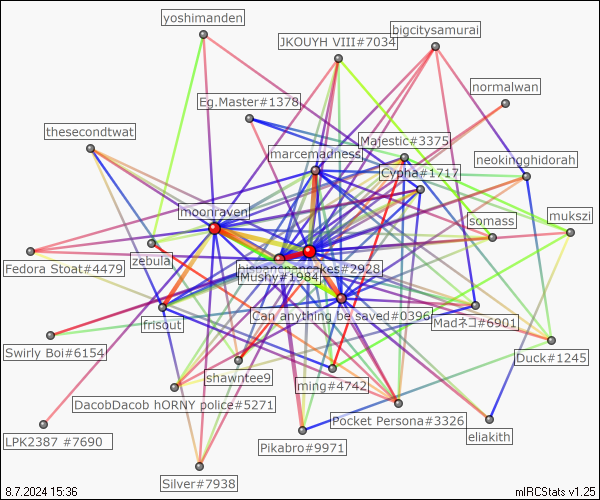 yoshimanden
bigcitysamurai
JKOUYH VIII#7034
normalwan
Eg.Master#1378
thesecondtwat
Majestic#3375
marcemadness
neokingghidorah
Cypha#1717
moonraven
mukszi
somass
zebula
Fedora Stoat#4479
hispanicpancakes#2928
Mushy#1984
Can anything be saved#0396
frisout
Madネコ#6901
Swirly Boi#6154
Duck#1245
shawntee9
ming#4742
DacobDacob hORNY police#5271
Pocket Persona#3326
LPK2387 #7690
eliakith
Pikabro#9971
Silver#7938
8.7.2024 15:36
mIRCStats v1.25